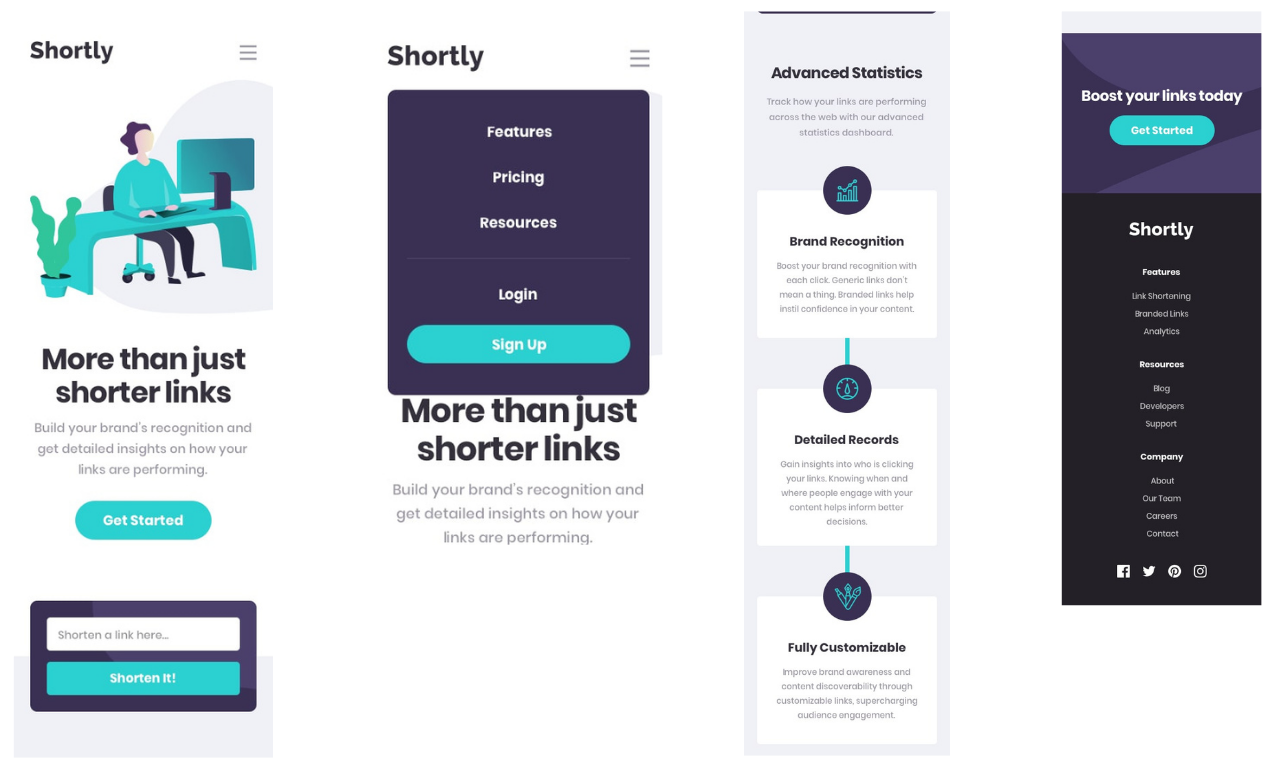 Shortly
More than just
shorter links
Build your brand's recognition and
get detailed insights on how your
links are performing.
Get Started
Shorten a link here...
Shorten It!
Shortly
Features
Pricing
Resources
Login
Sign Up
More than just
shorter links
Build your brand's recognition and
get detailed insights on how your
links are performing.
Advanced Statistics
Track how your links are performing
across the web with our advanced
statistics dashboard.
Brand Recognition
Boost your brand recognition with
each click. Generic links don't
mean a thing. Branded links help
instil confidence in your content.
Detailed Records
Gain insights into who is clicking
your links. Knowing when and
where people engage with your
content helps inform better
decisions.
Fully Customizable
Improve brand awareness and
content discoverability through
customizable links, supercharging
audience engagement.
Boost your links today
Get Started
Shortly
Features
Link Shortening
Branded Links
Analytics
Resources
Blog
Developers
Support
Company
About
Our Team
Careers
Contact